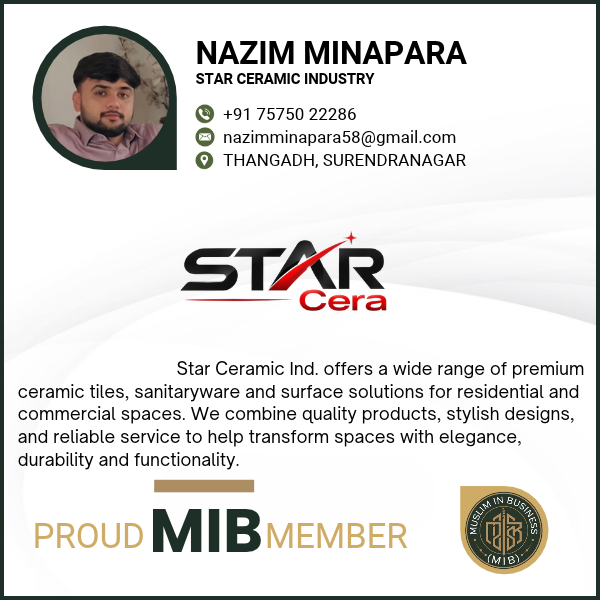 NAZIM MINAPARA
STAR CERAMIC INDUSTRY
+91 75750 22286
nazimminapara58@gmail.com
THANGADH, SURENDRANAGAR
STAR
Cera
Star Ceramic Ind. offers a wide range of premium
ceramic tiles, sanitaryware and surface solutions for residential and
commercial spaces. We combine quality products, stylish designs,
and reliable service to help transform spaces with elegance,
durability and functionality.
PROUD MIB MEMBER
MUSLIM IN BUSINESS
(MIB)